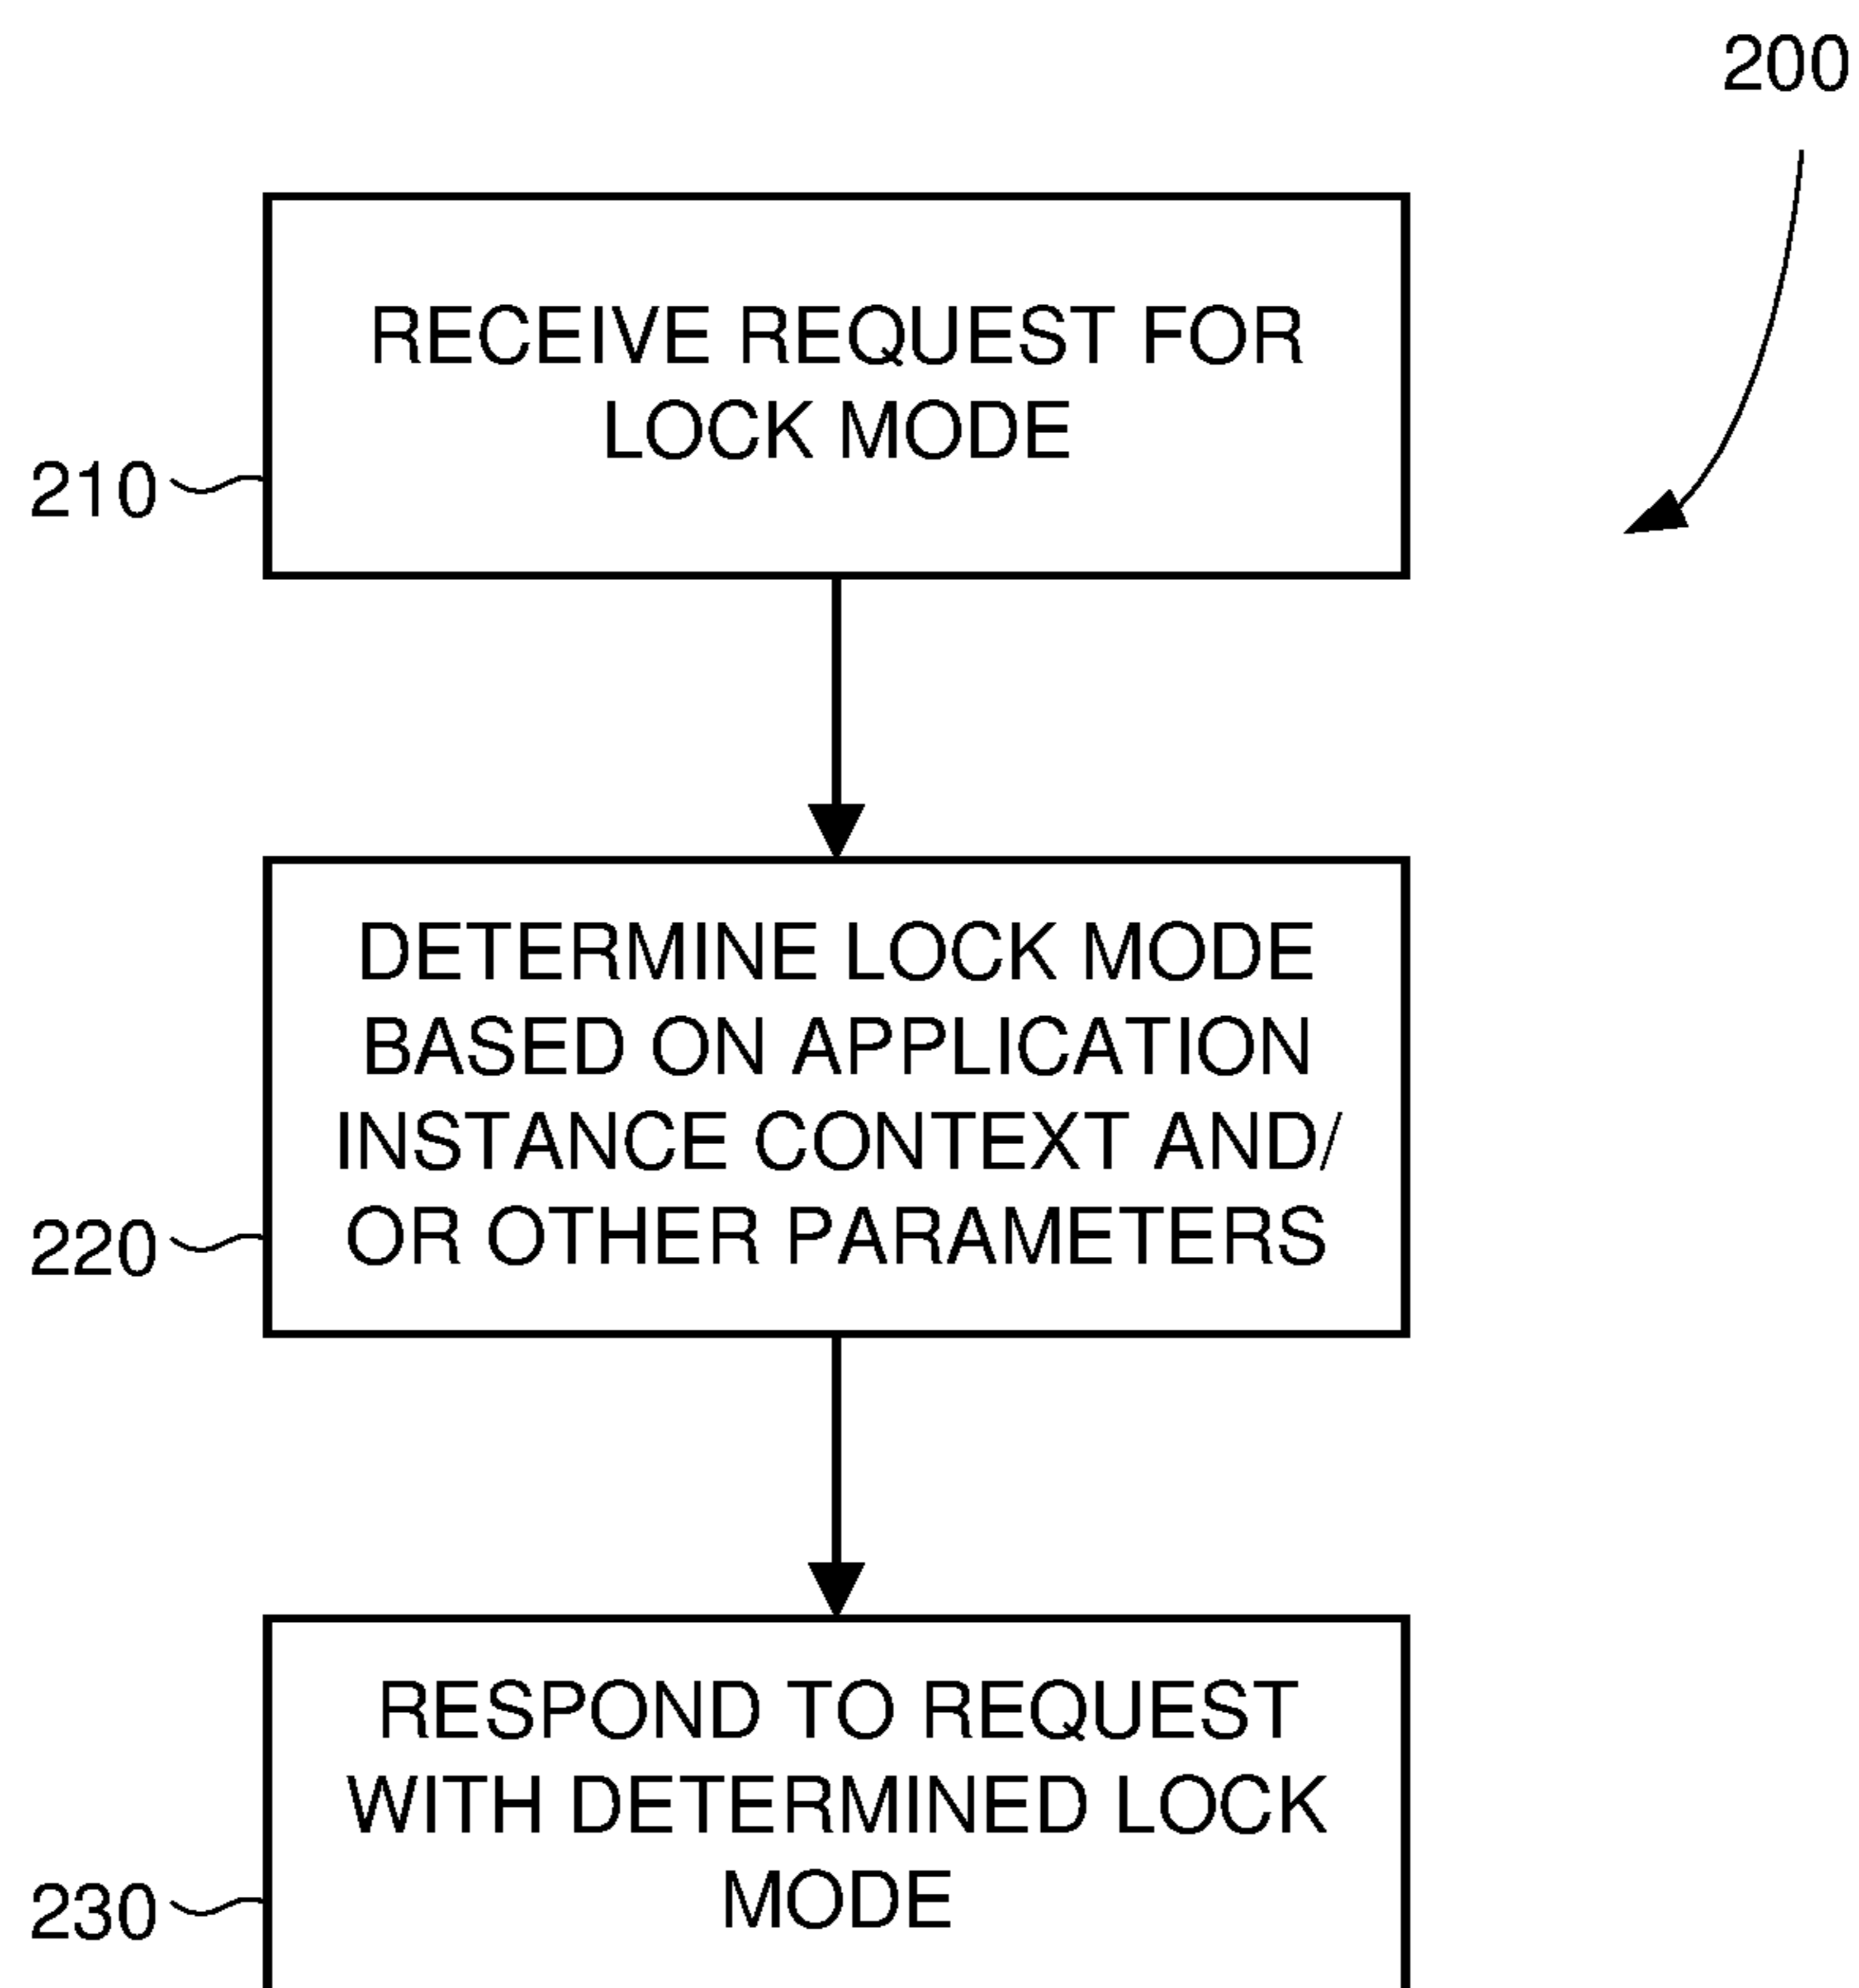 200
RECEIVE REQUEST FOR
LOCK MODE
210
DETERMINE LOCK MODE
BASED ON APPLICATION
INSTANCE CONTEXT AND/
OR OTHER PARAMETERS
220
RESPOND TO REQUEST
WITH DETERMINED LOCK
MODE
230